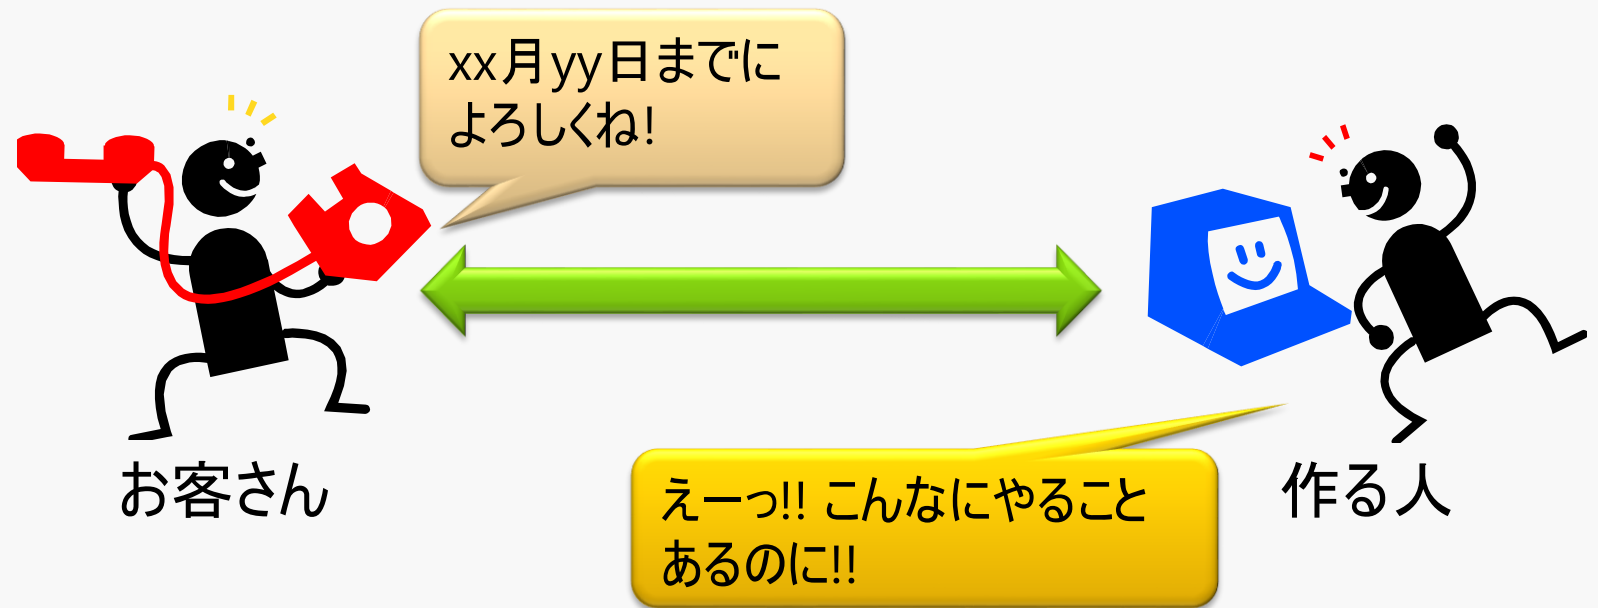 xx月yy日までに
よろしくね!
お客さん
えーっ!! こんなにやること
あるのに!!
作る人